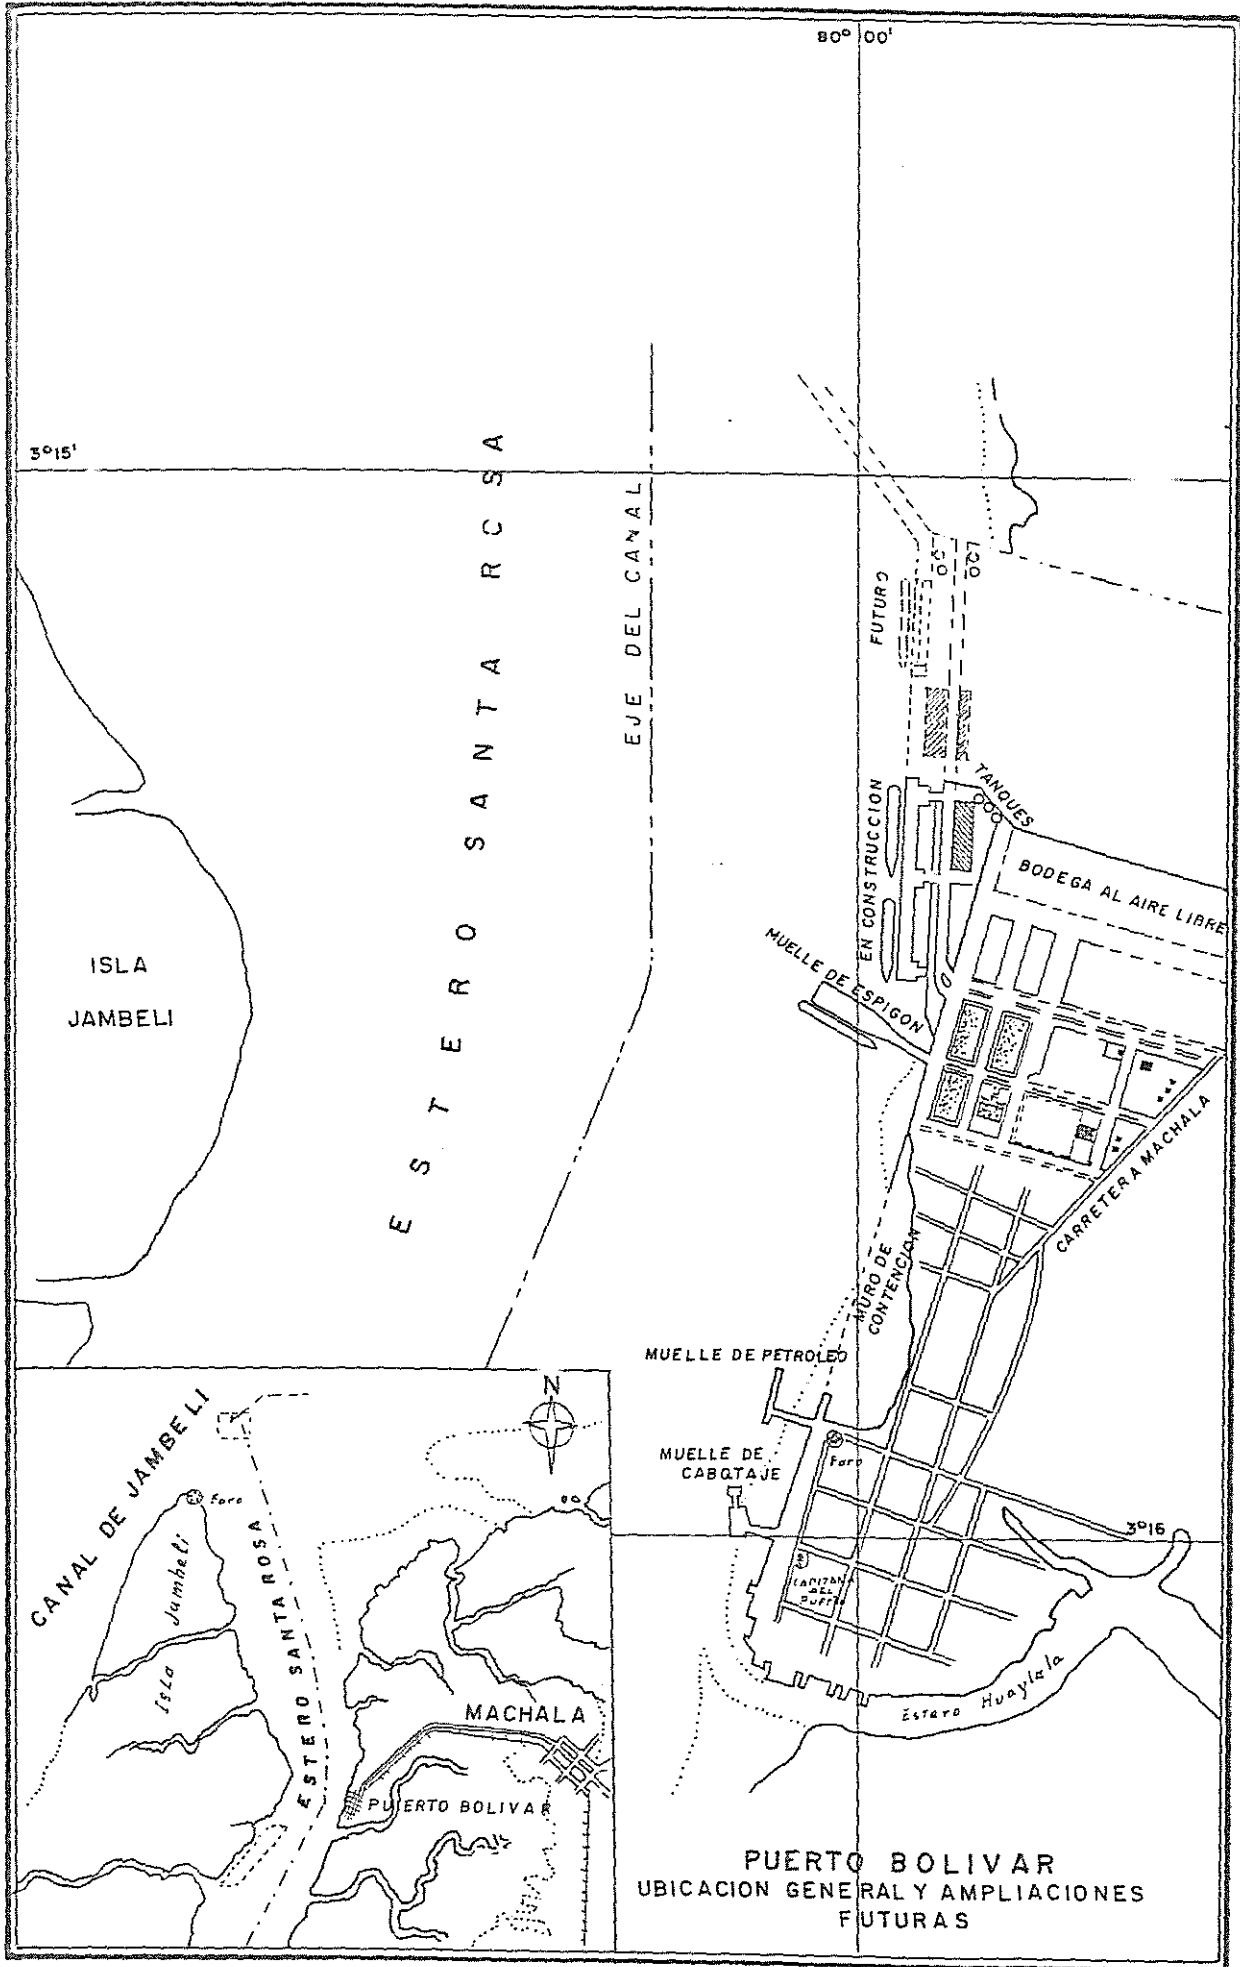 80° 00'
3°15'
ESTERO SANTA RCSA
EJE DEL CANAL
FUTURO
TANQUES
EN CONSTRUCCION
BODEGA AL AIRE LIBRE
MUELLE DE ESPIGON
ISLA
JAMBELI
CARRETERA MACHALA
MURO DE
CONTENCION
MUELLE DE PETROLEO
Faro
MUELLE DE
CABOTAJE
3°16
CAPITANA
DEL
PUERTO
Estero Huaylala
CANAL DE JAMBELI
N
Faro
Isla Jambeli
ESTERO SANTA ROSA
MACHALA
PUERTO BOLIVAR
PUERTO BOLIVAR
UBICACION GENERAL Y AMPLIACIONES
FUTURAS